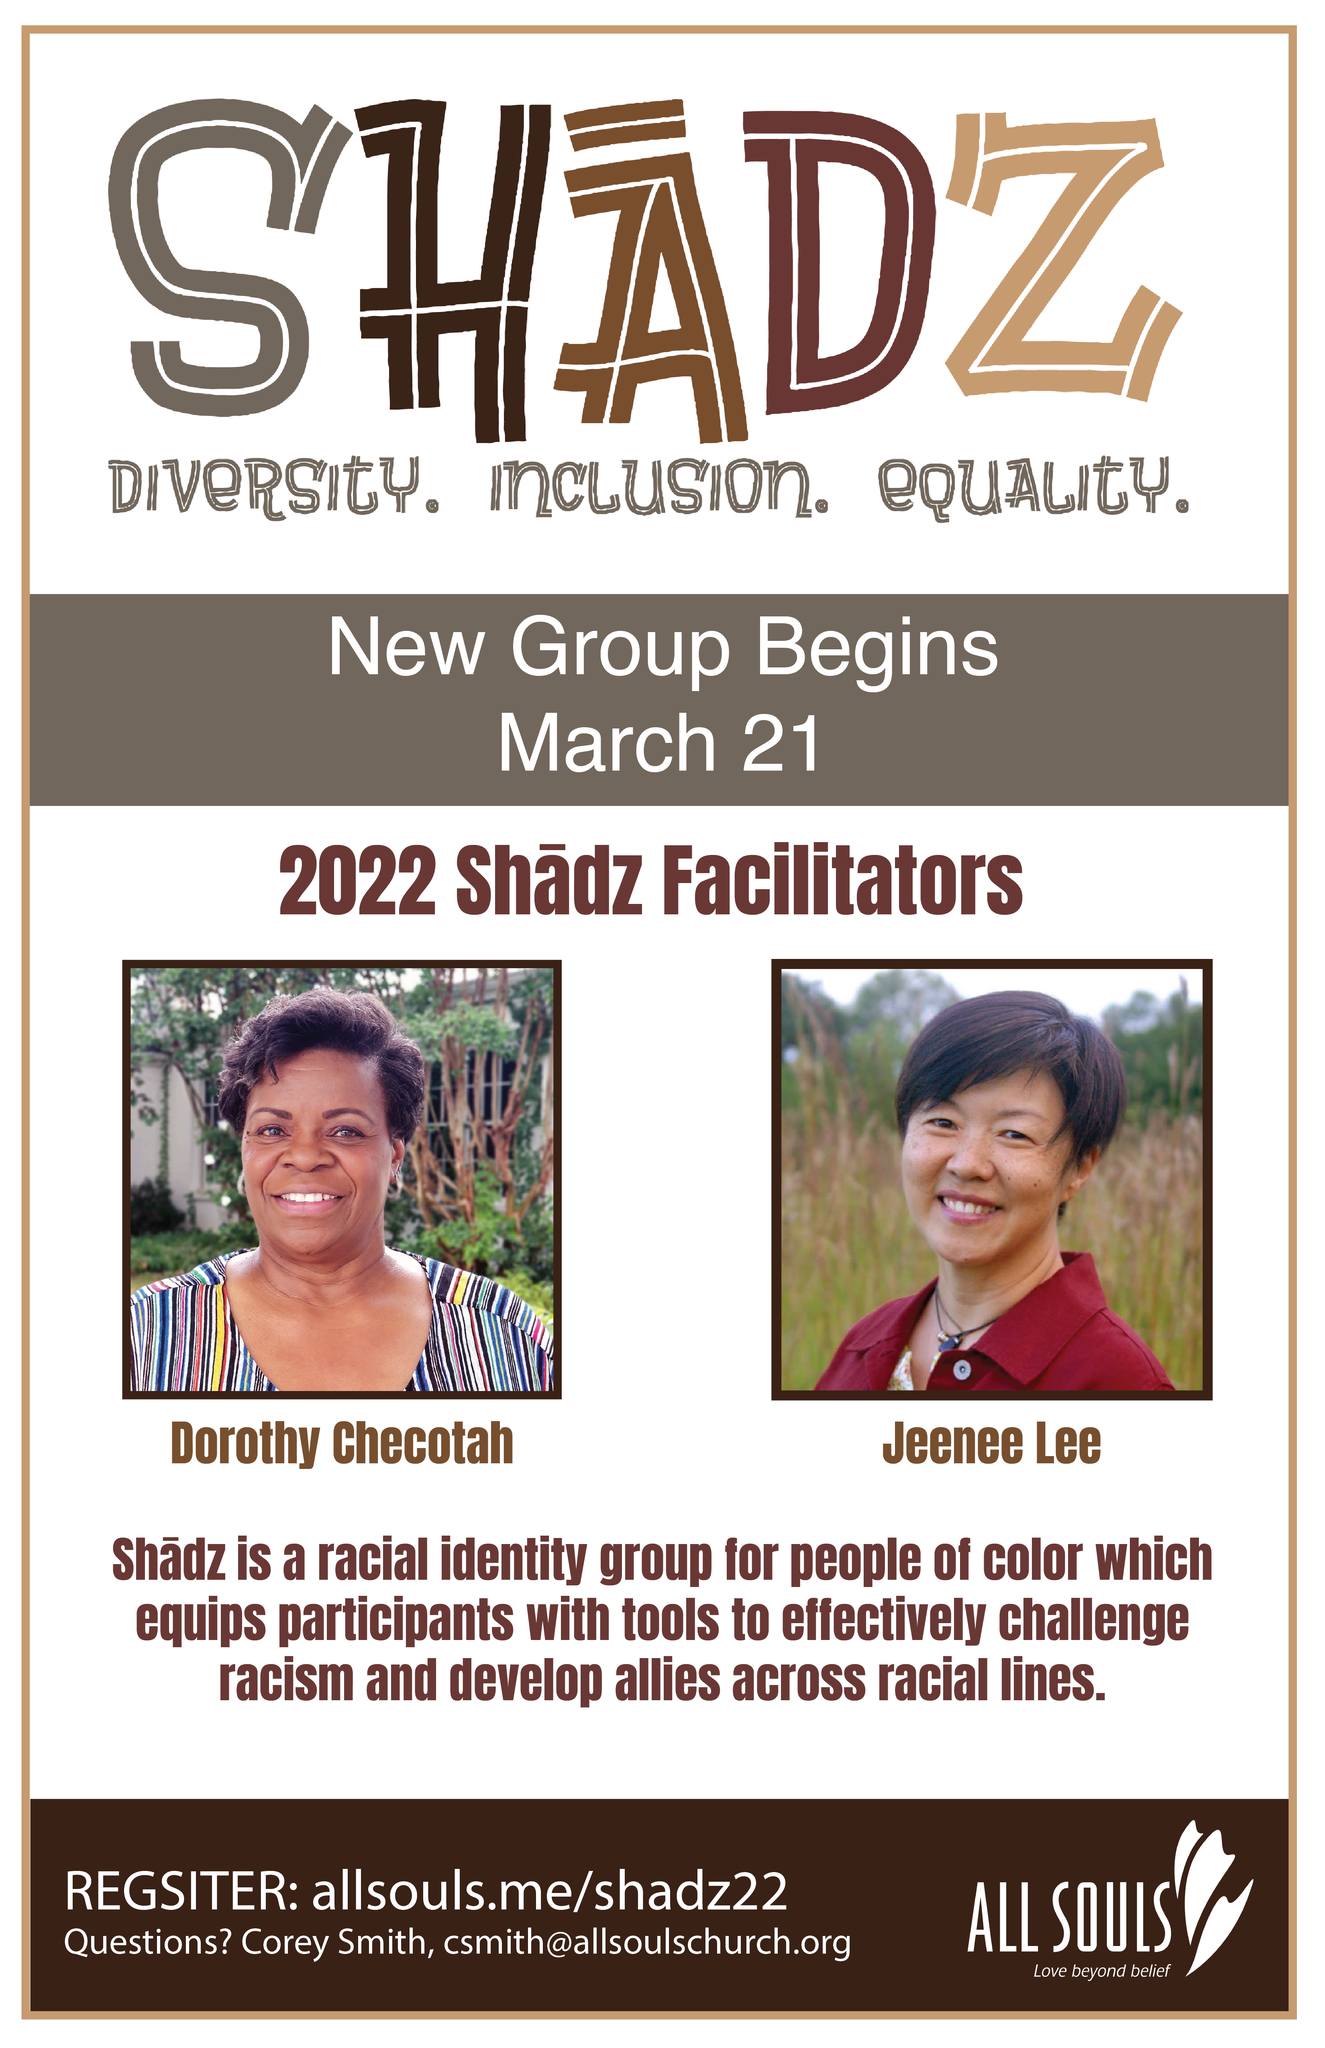 SHĀDZ
DIVERSITY. INCLUSION. EQUALITY.
New Group Begins
March 21
2022 Shādz Facilitators
Dorothy Checotah
Jeenee Lee
Shādz is a racial identity group for people of color which
equips participants with tools to effectively challenge
racism and develop allies across racial lines.
REGSITER: allsouls.me/shadz22
Questions? Corey Smith, csmith@allsoulschurch.org
ALL SOULS
Love beyond belief